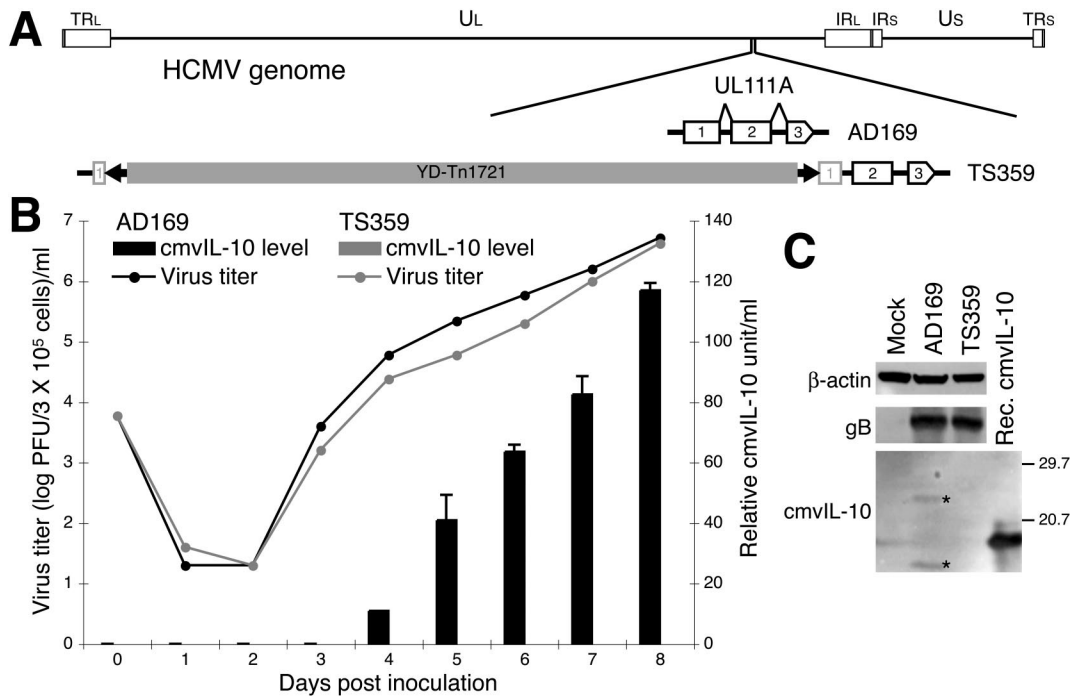 A
TRL UL IRL IRS US TRS
HCMV genome
UL111A
1 2 3 AD169
1 YD-Tn1721 1 2 3 TS359
B
AD169 TS359
cmvIL-10 level cmvIL-10 level
Virus titer Virus titer
Virus titer (log PFU/3 X 10⁵ cells)/ml
7
6
5
4
3
2
1
0
140
120
100
80
60
40
20
0
Relative cmvIL-10 unit/ml
0 1 2 3 4 5 6 7 8
Days post inoculation
C
Mock AD169 TS359 Rec. cmvIL-10
β-actin
gB
cmvIL-10
29.7
*
20.7
*